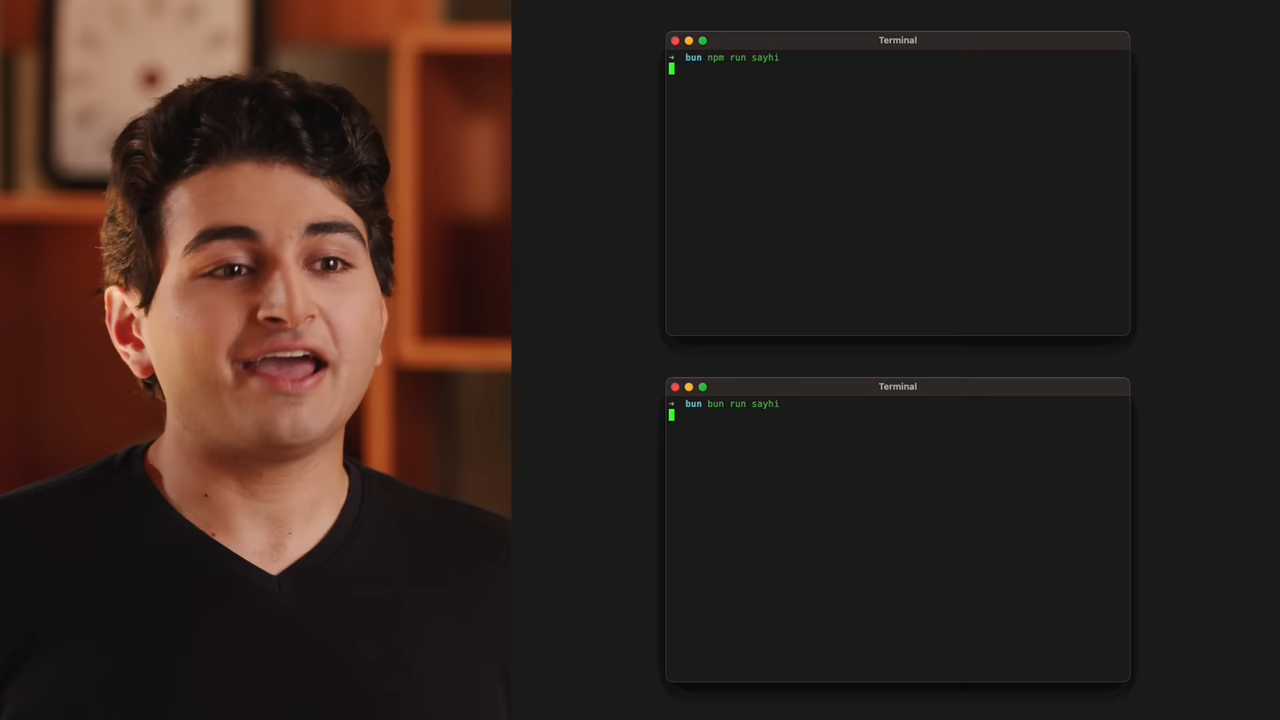 Terminal
➜ bun npm run sayhi
Terminal
➜ bun bun run sayhi